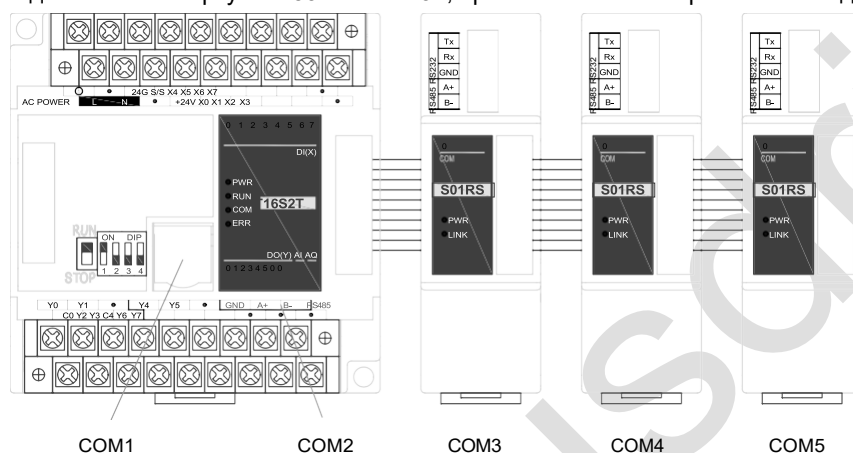 24G S/S X4 X5 X6 X7
AC POWER L N +24V X0 X1 X2 X3
0 1 2 3 4 5 6 7
DI(X)
PWR
RUN
COM
ERR
16S2T
DO(Y) AI AQ
0 1 2 3 4 5 0 0
RUN
STOP
ON DIP
1 2 3 4
Y0 Y1 Y4 Y5 GND A+ B- RS485
C0 Y2 Y3 C4 Y6 Y7
RS485 RS232
Tx
Rx
GND
A+
B-
0
COM
S01RS
PWR
LINK
RS485 RS232
Tx
Rx
GND
A+
B-
0
COM
S01RS
PWR
LINK
RS485 RS232
Tx
Rx
GND
A+
B-
0
COM
S01RS
PWR
LINK
COM1 COM2 COM3 COM4 COM5